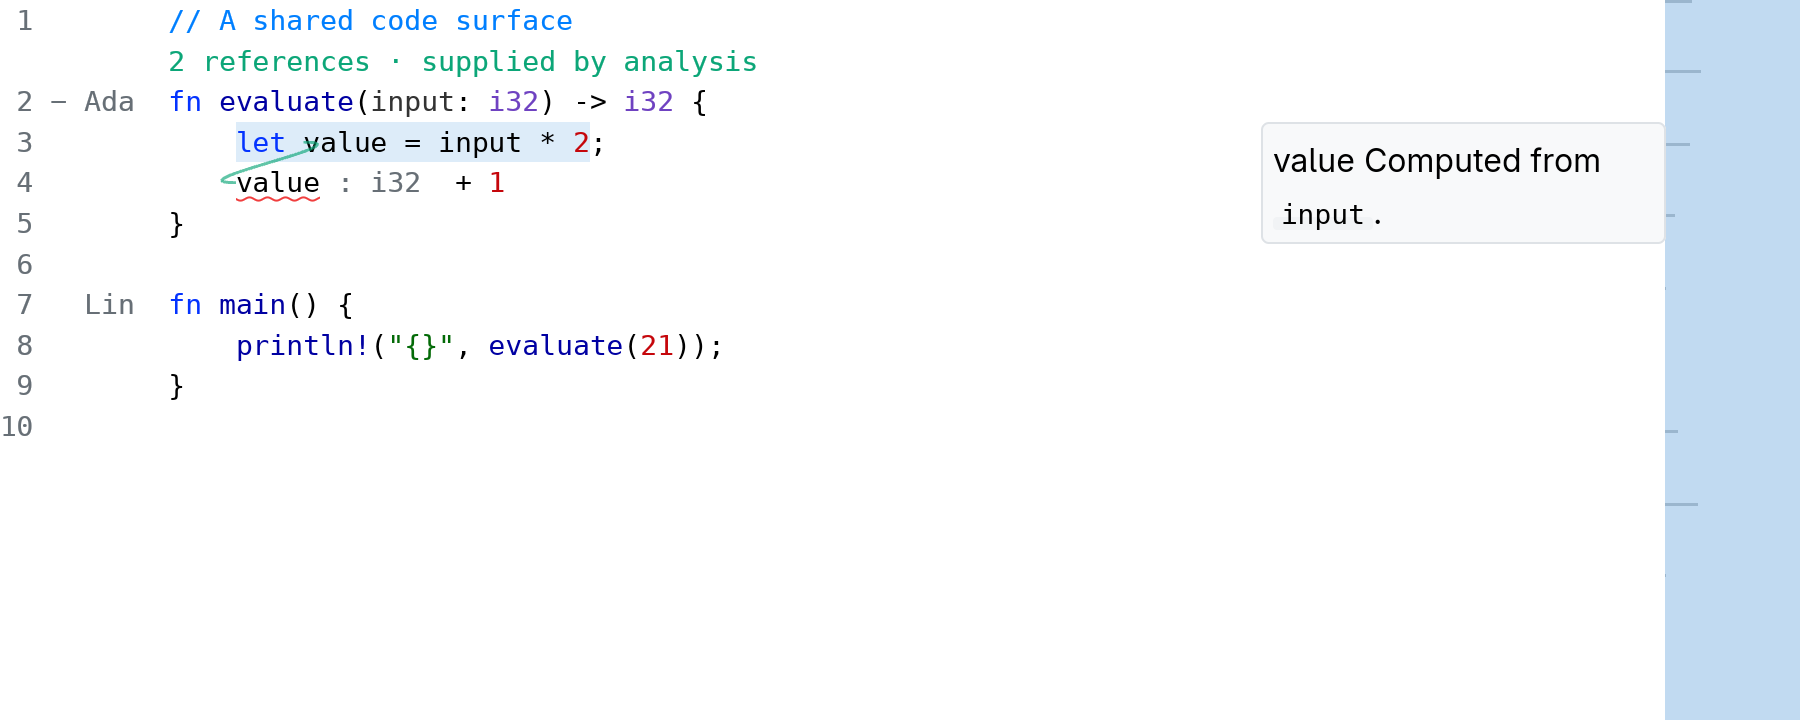 1 // A shared code surface
2 references · supplied by analysis
2 − Ada fn evaluate(input: i32) -> i32 {
3 let value = input * 2;
4 value : i32 + 1
5 }
6
7 Lin fn main() {
8 println!("{}", evaluate(21));
9 }
10
value Computed from
input.